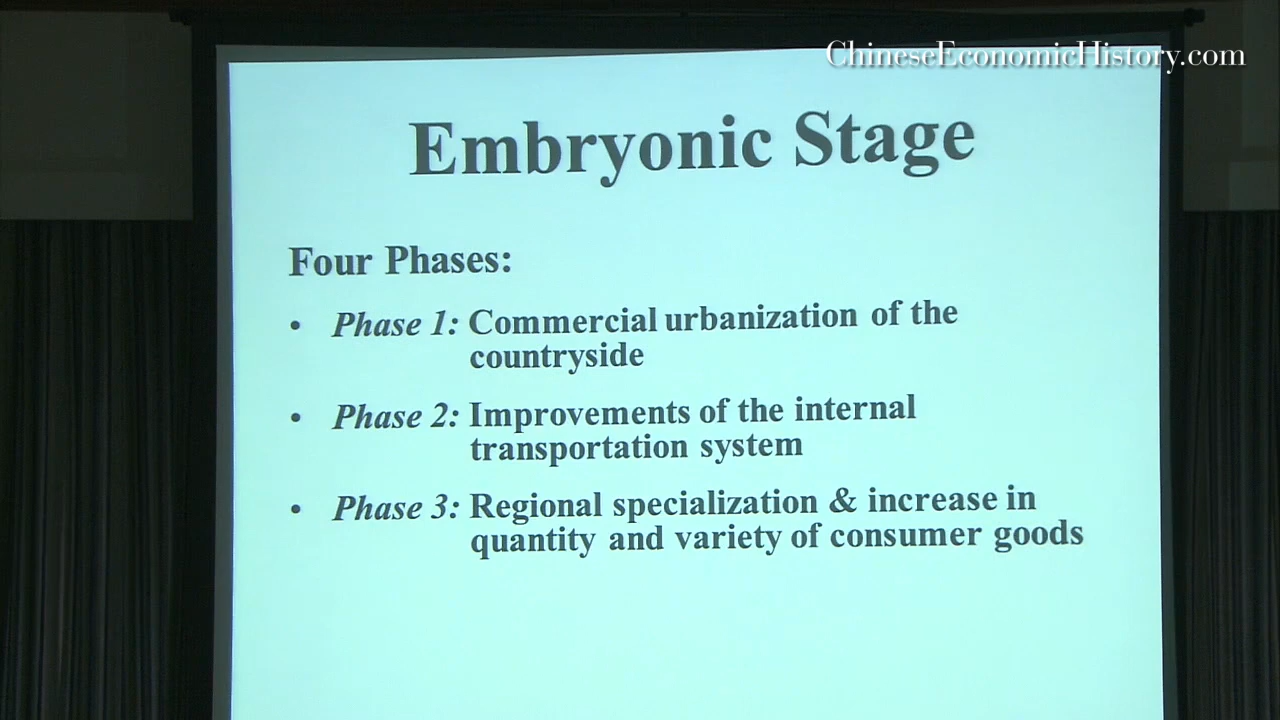 ChineseEconomicHistory.com
Embryonic Stage
Four Phases:
• Phase 1: Commercial urbanization of the
countryside
• Phase 2: Improvements of the internal
transportation system
• Phase 3: Regional specialization & increase in
quantity and variety of consumer goods